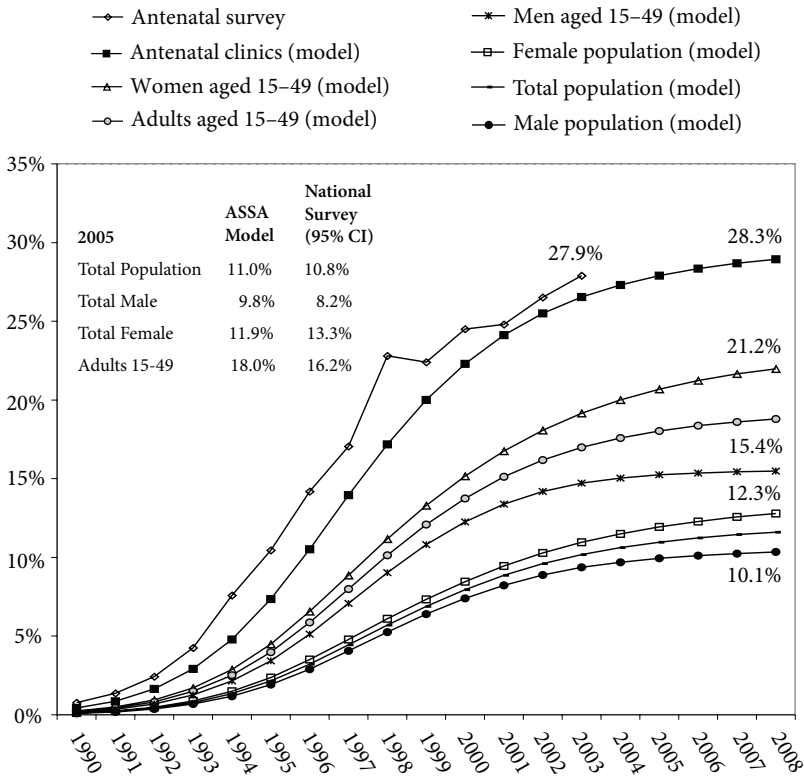 Antenatal survey
Antenatal clinics (model)
Women aged 15–49 (model)
Adults aged 15–49 (model)
Men aged 15–49 (model)
Female population (model)
Total population (model)
Male population (model)
35%
30%
25%
20%
15%
10%
5%
0%
2005 ASSA Model National Survey (95% CI)
Total Population 11.0% 10.8%
Total Male 9.8% 8.2%
Total Female 11.9% 13.3%
Adults 15-49 18.0% 16.2%
27.9%
28.3%
21.2%
15.4%
12.3%
10.1%
1990 1991 1992 1993 1994 1995 1996 1997 1998 1999 2000 2001 2002 2003 2004 2005 2006 2007 2008